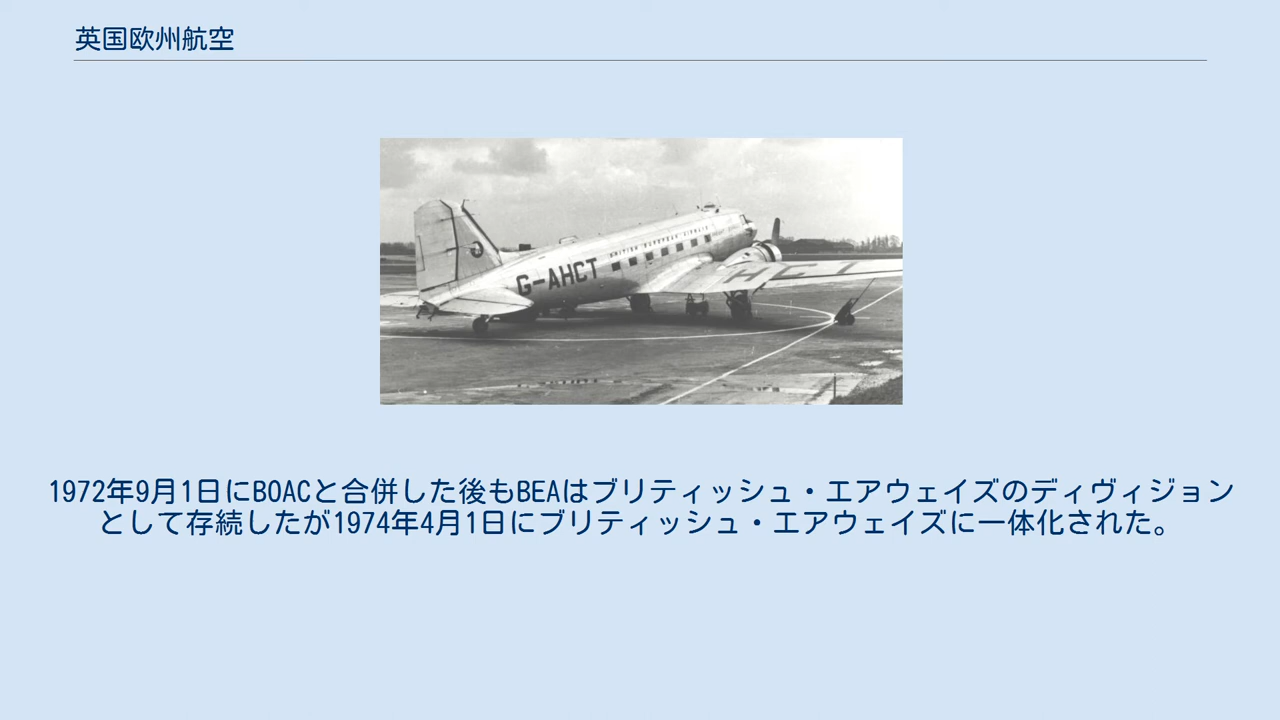 英国欧州航空
BRITISH EUROPEAN AIRWAYS
G-AHCT
1972年9月1日にBOACと合併した後もBEAはブリティッシュ・エアウェイズのディヴィジョン
として存続したが1974年4月1日にブリティッシュ・エアウェイズに一体化された。